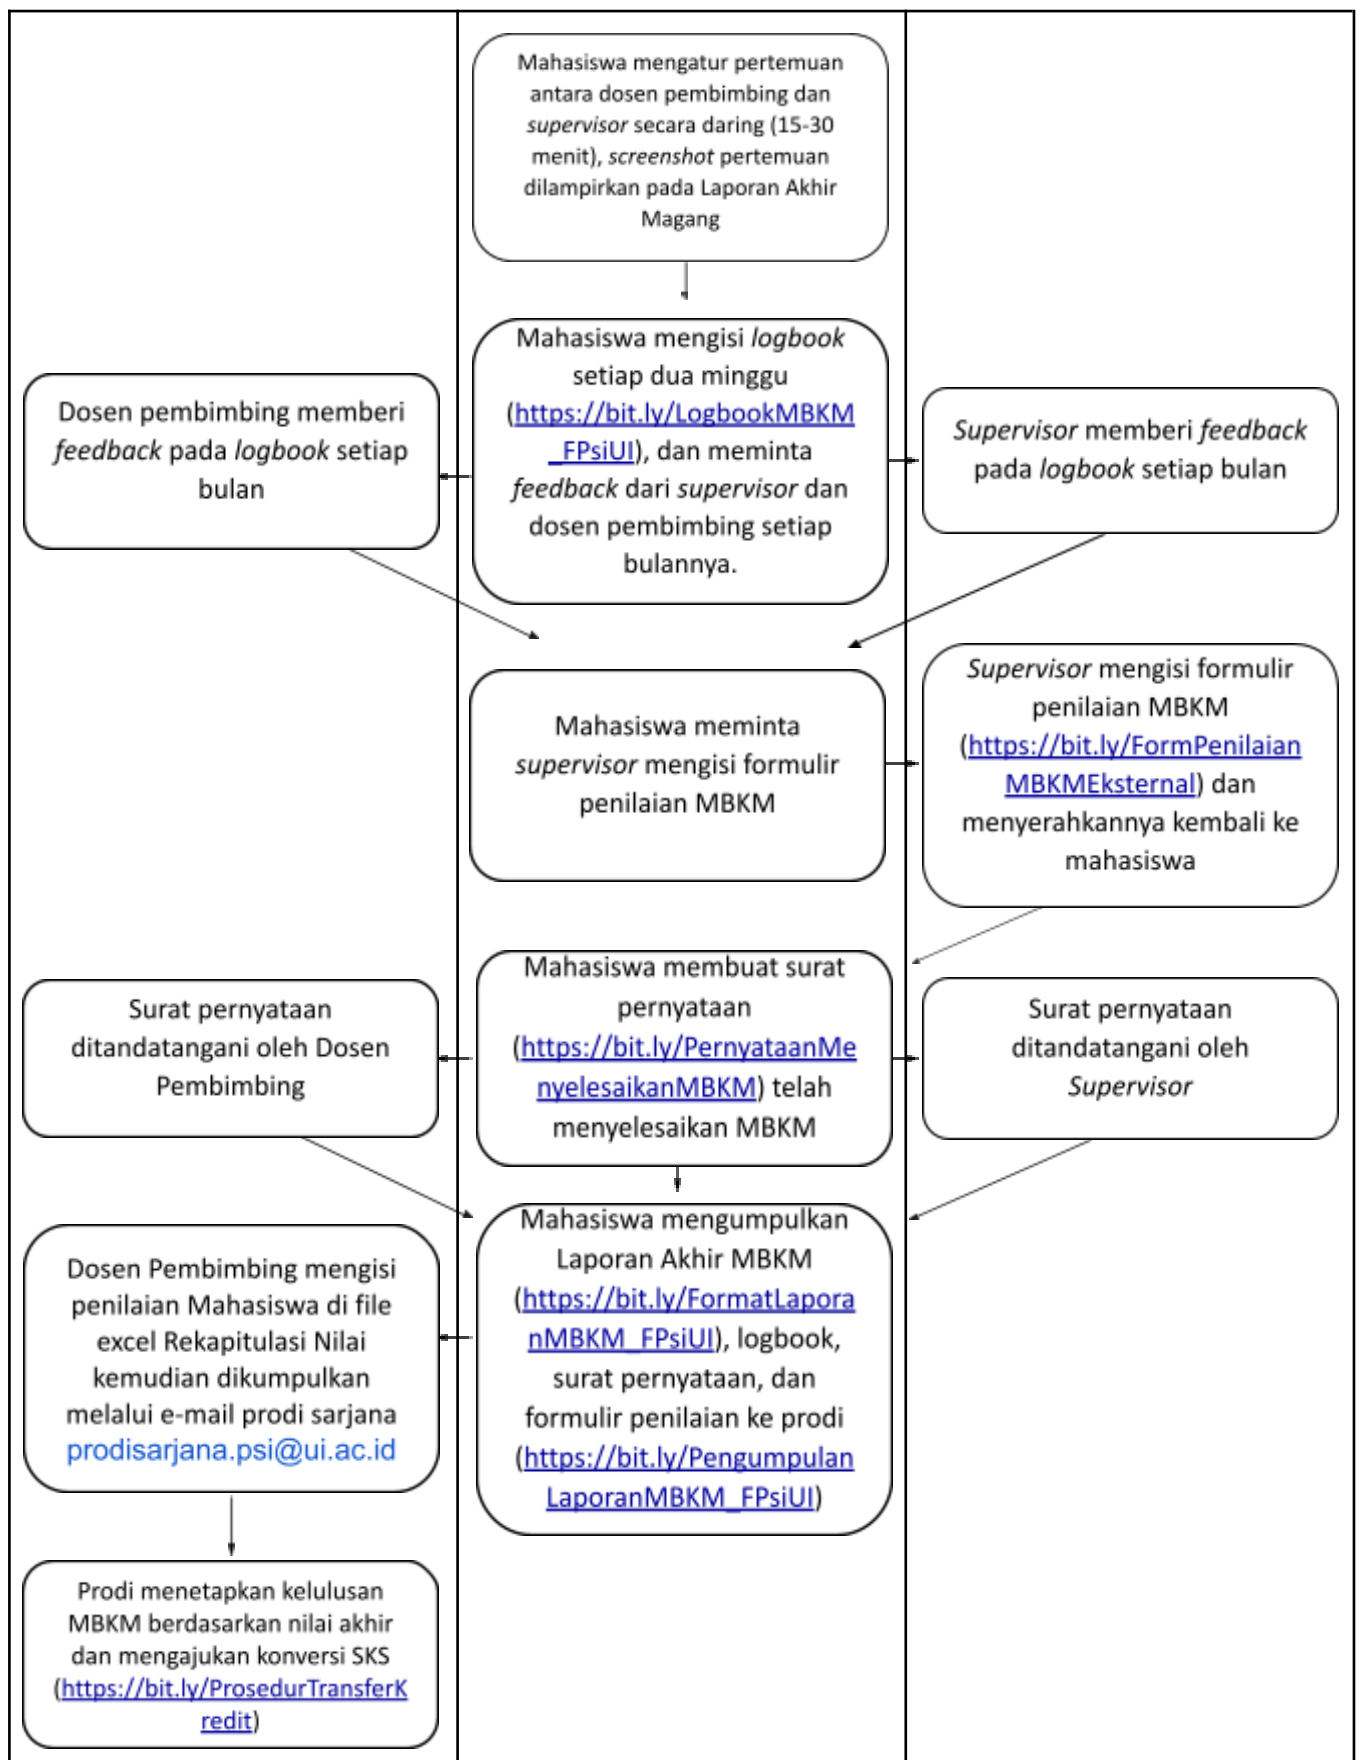 Mahasiswa mengatur pertemuan
antara dosen pembimbing dan
supervisor secara daring (15-30
menit), screenshot pertemuan
dilampirkan pada Laporan Akhir
Magang
Mahasiswa mengisi logbook
setiap dua minggu
(https://bit.ly/LogbookMBKM
_FPsiUI), dan meminta
feedback dari supervisor dan
dosen pembimbing setiap
bulannya.
Dosen pembimbing memberi
feedback pada logbook setiap
bulan
Supervisor memberi feedback
pada logbook setiap bulan
Mahasiswa meminta
supervisor mengisi formulir
penilaian MBKM
Supervisor mengisi formulir
penilaian MBKM
(https://bit.ly/FormPenilaian
MBKMEksternal) dan
menyerahkannya kembali ke
mahasiswa
Mahasiswa membuat surat
pernyataan
(https://bit.ly/PernyataanMe
nyelesaikanMBKM) telah
menyelesaikan MBKM
Surat pernyataan
ditandatangani oleh Dosen
Pembimbing
Surat pernyataan
ditandatangani oleh
Supervisor
Mahasiswa mengumpulkan
Laporan Akhir MBKM
(https://bit.ly/FormatLapora
nMBKM_FPsiUI), logbook,
surat pernyataan, dan
formulir penilaian ke prodi
(https://bit.ly/Pengumpulan
LaporanMBKM_FPsiUI)
Dosen Pembimbing mengisi
penilaian Mahasiswa di file
excel Rekapitulasi Nilai
kemudian dikumpulkan
melalui e-mail prodi sarjana
prodisarjana.psi@ui.ac.id
Prodi menetapkan kelulusan
MBKM berdasarkan nilai akhir
dan mengajukan konversi SKS
(https://bit.ly/ProsedurTransferK
redit)